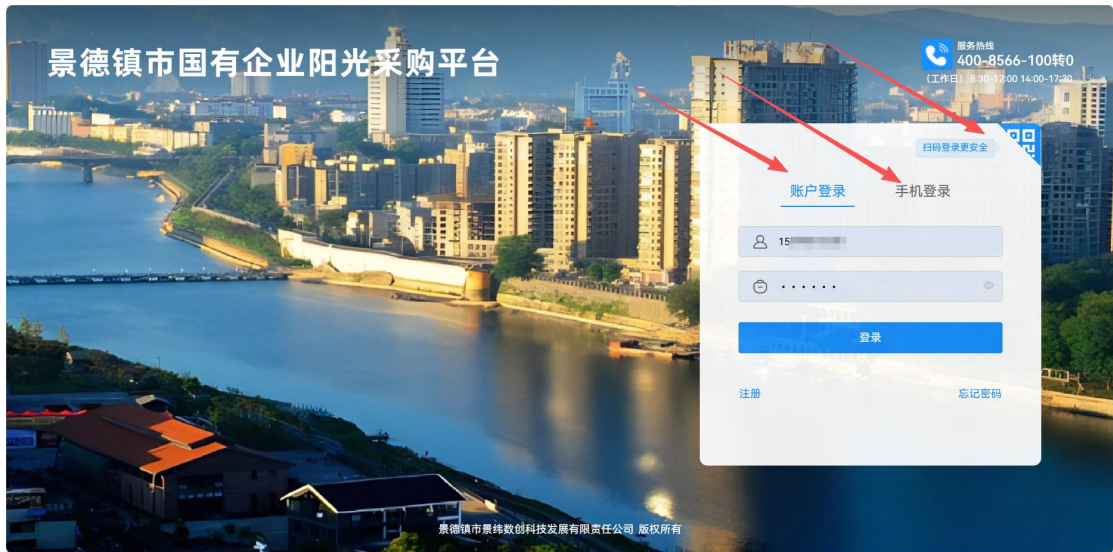 景德镇市国有企业阳光采购平台
服务热线
400-8566-100转0
(工作日) 8:30-12:00 14:00-17:30
扫码登录更安全
账户登录
手机登录
15
登录
注册
忘记密码
景德镇市景纬数创科技发展有限责任公司 版权所有